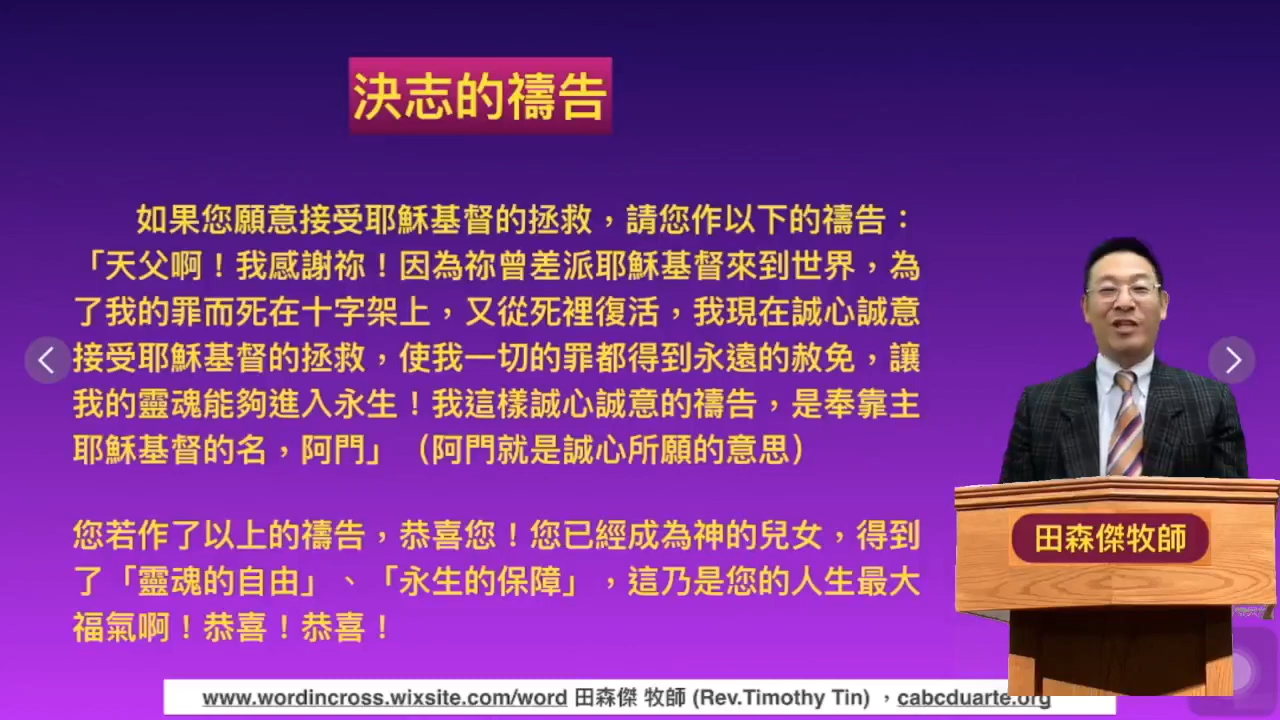 決志的禱告
如果您願意接受耶穌基督的拯救，請您作以下的禱告：
「天父啊！我感謝祢！因為祢曾差派耶穌基督來到世界，為
了我的罪而死在十字架上，又從死裡復活，我現在誠心誠意
接受耶穌基督的拯救，使我一切的罪都得到永遠的赦免，讓
我的靈魂能夠進入永生！我這樣誠心誠意的禱告，是奉靠主
耶穌基督的名，阿門」（阿門就是誠心所願的意思）
您若作了以上的禱告，恭喜您！您已經成為神的兒女，得到
了「靈魂的自由」、「永生的保障」，這乃是您的人生最大
福氣啊！恭喜！恭喜！
田森傑牧師
www.wordincross.wixsite.com/word 田森傑 牧師 (Rev.Timothy Tin) ，cabcduarte.org